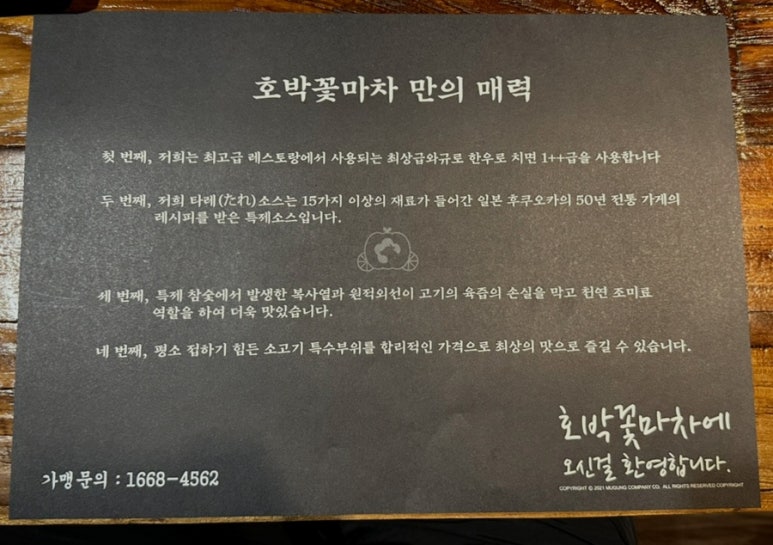 호박꽃마차 만의 매력
첫 번째, 저희는 최고급 레스토랑에서 사용되는 최상급와규로 한우로 치면 1++급을 사용합니다
두 번째, 저희 타레(たれ)소스는 15가지 이상의 재료가 들어간 일본 후쿠오카의 50년 전통 가게의
레시피를 받은 특제소스입니다.
세 번째, 특제 참숯에서 발생한 복사열과 원적외선이 고기의 육즙의 손실을 막고 천연 조미료
역할을 하여 더욱 맛있습니다.
네 번째, 평소 접하기 힘든 소고기 특수부위를 합리적인 가격으로 최상의 맛으로 즐길 수 있습니다.
호박꽃마차에
오신걸 환영합니다.
COPYRIGHT © 2021 MUGUNG COMPANY CO. ALL RIGHTS RESERVED COPYRIGHT
가맹문의 : 1668-4562